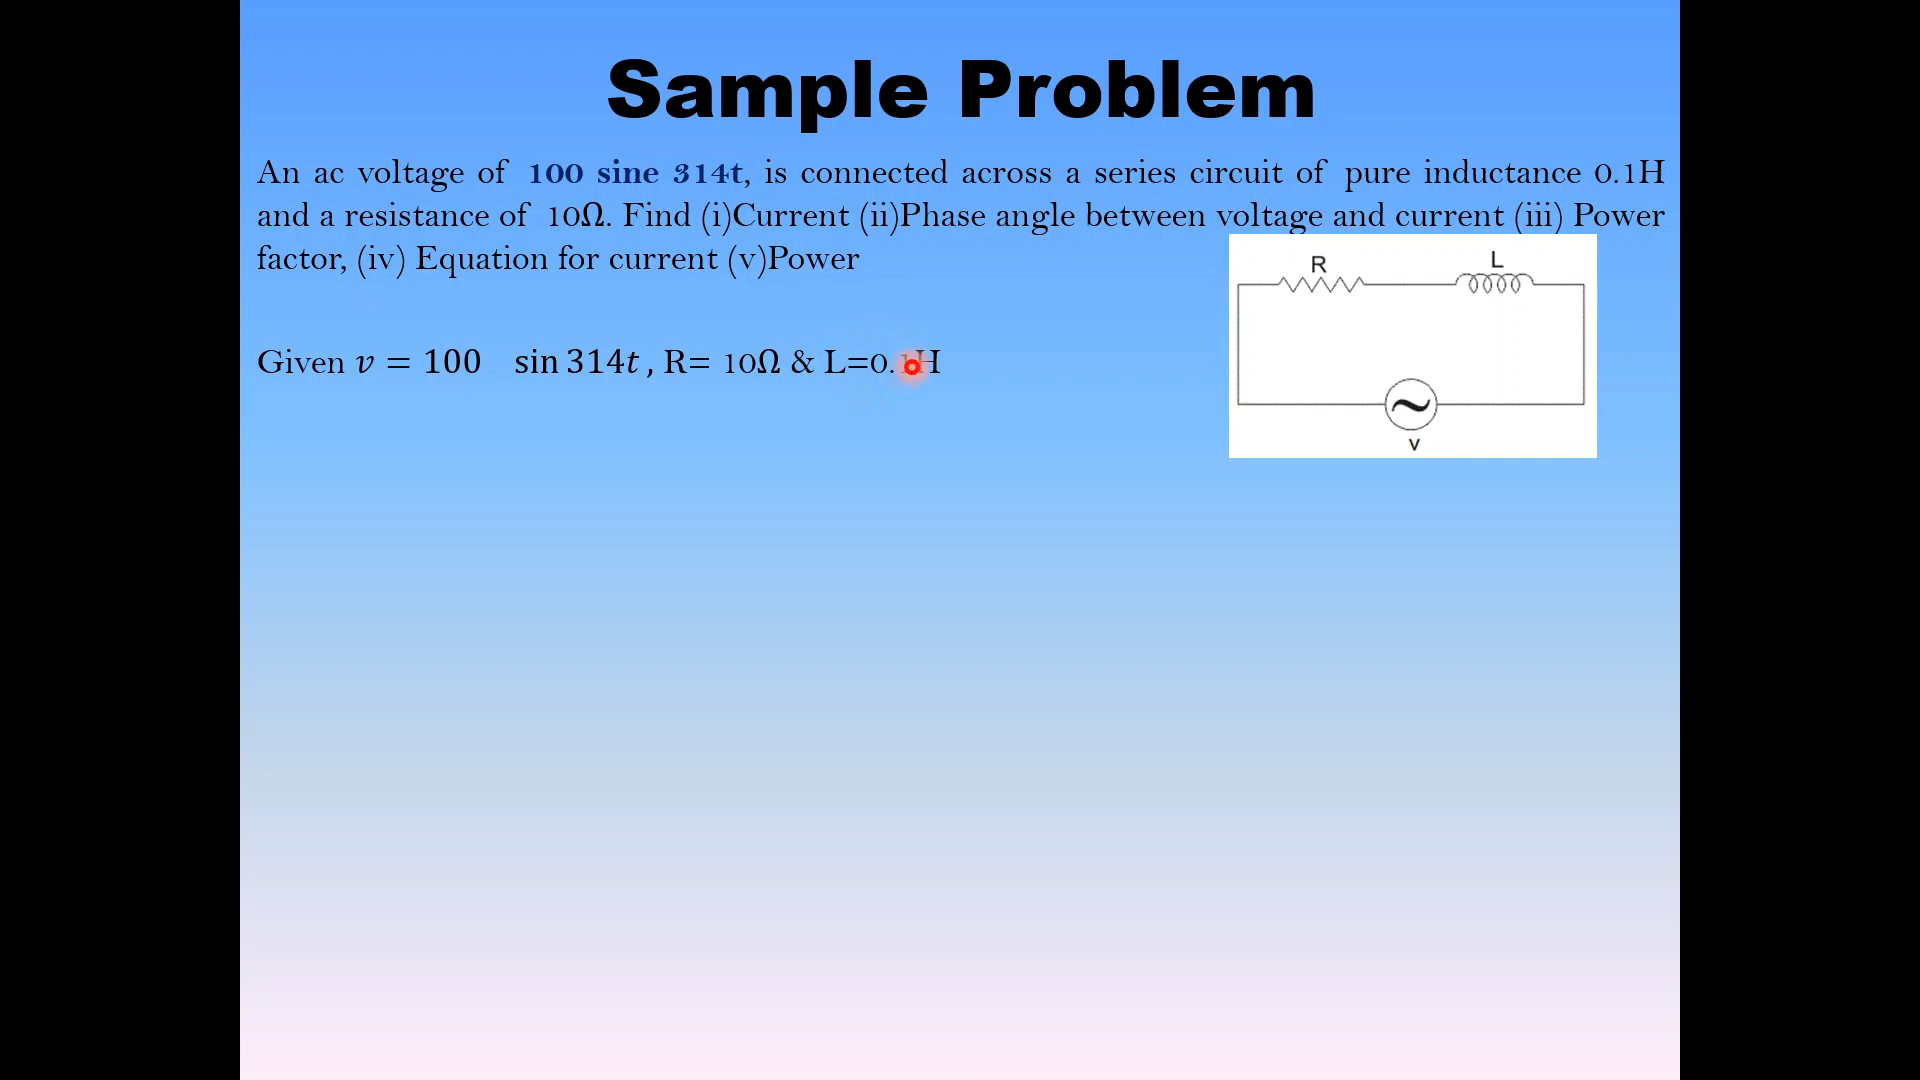 Sample Problem
An ac voltage of 100 sine 314t, is connected across a series circuit of pure inductance 0.1H
and a resistance of 10Ω. Find (i)Current (ii)Phase angle between voltage and current (iii) Power
factor, (iv) Equation for current (v)Power
R
L
Given v = 100 sin 314t , R= 10Ω & L=0.1H
v